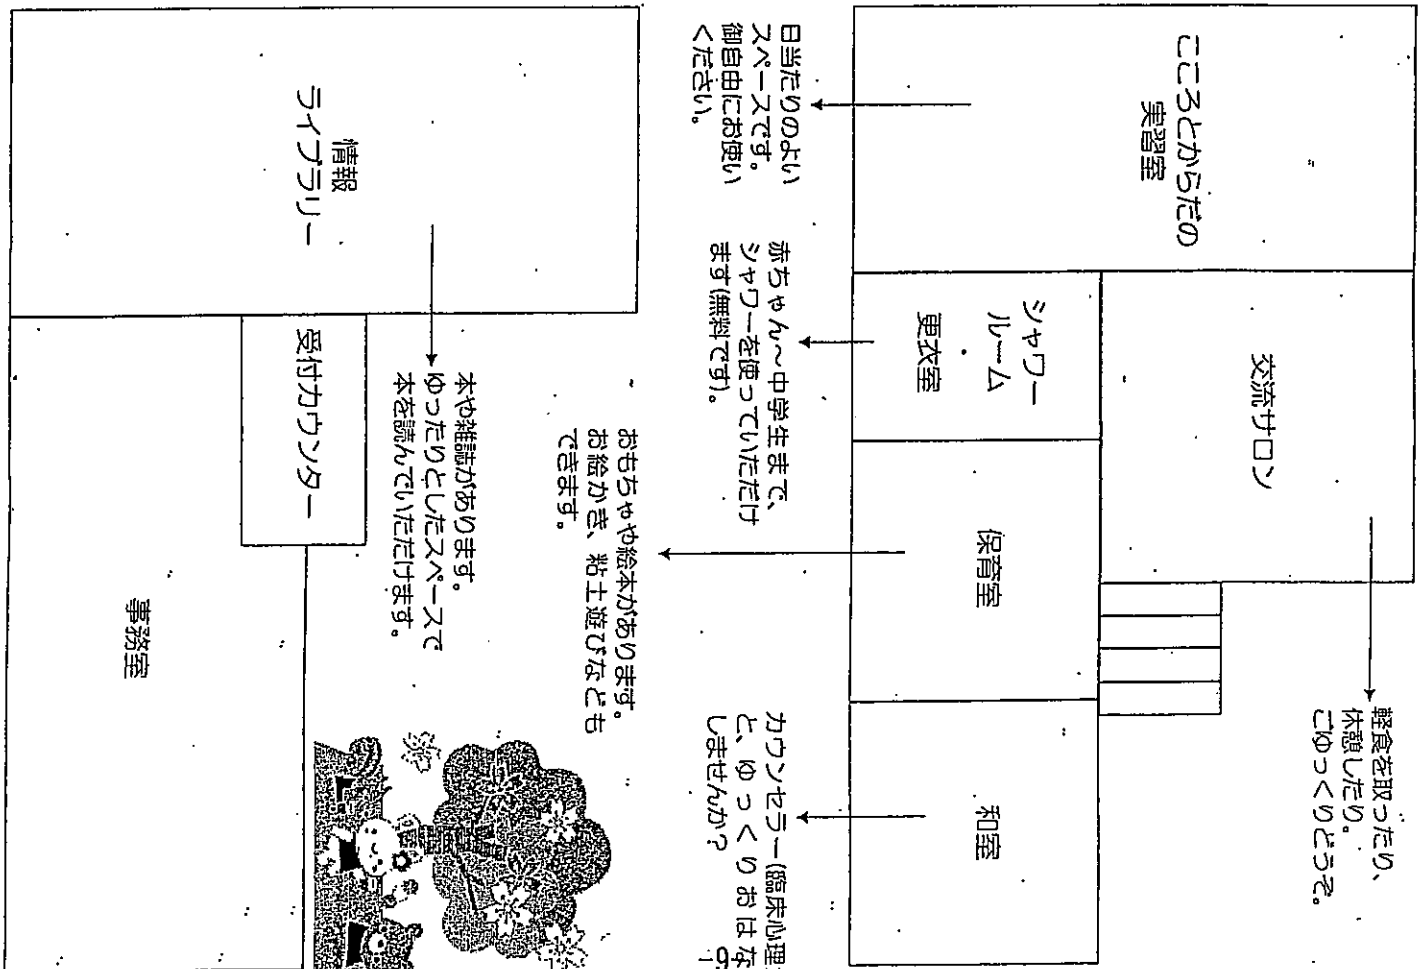 軽食を取ったり、
休憩したり。
ごゆっくりどうぞ。
こころとからだの
実習室
交流サロン
シャワー
ルーム
更衣室
保育室
和室
日当たりのよい
スペースです。
御自由にお使い
ください。
赤ちゃん～中学生まで、
シャワーを使っていただけ
ます(無料です)。
カウンセラー(臨床心理
と、ゆっくりおはな
しませんか?
おもちゃや絵本があります。
お絵かき、粘土遊びなども
できます。
本や雑誌があります。
ゆったりとしたスペースで
本を読んでいただけます。
情報
ライブラリー
受付カウンター
事務室